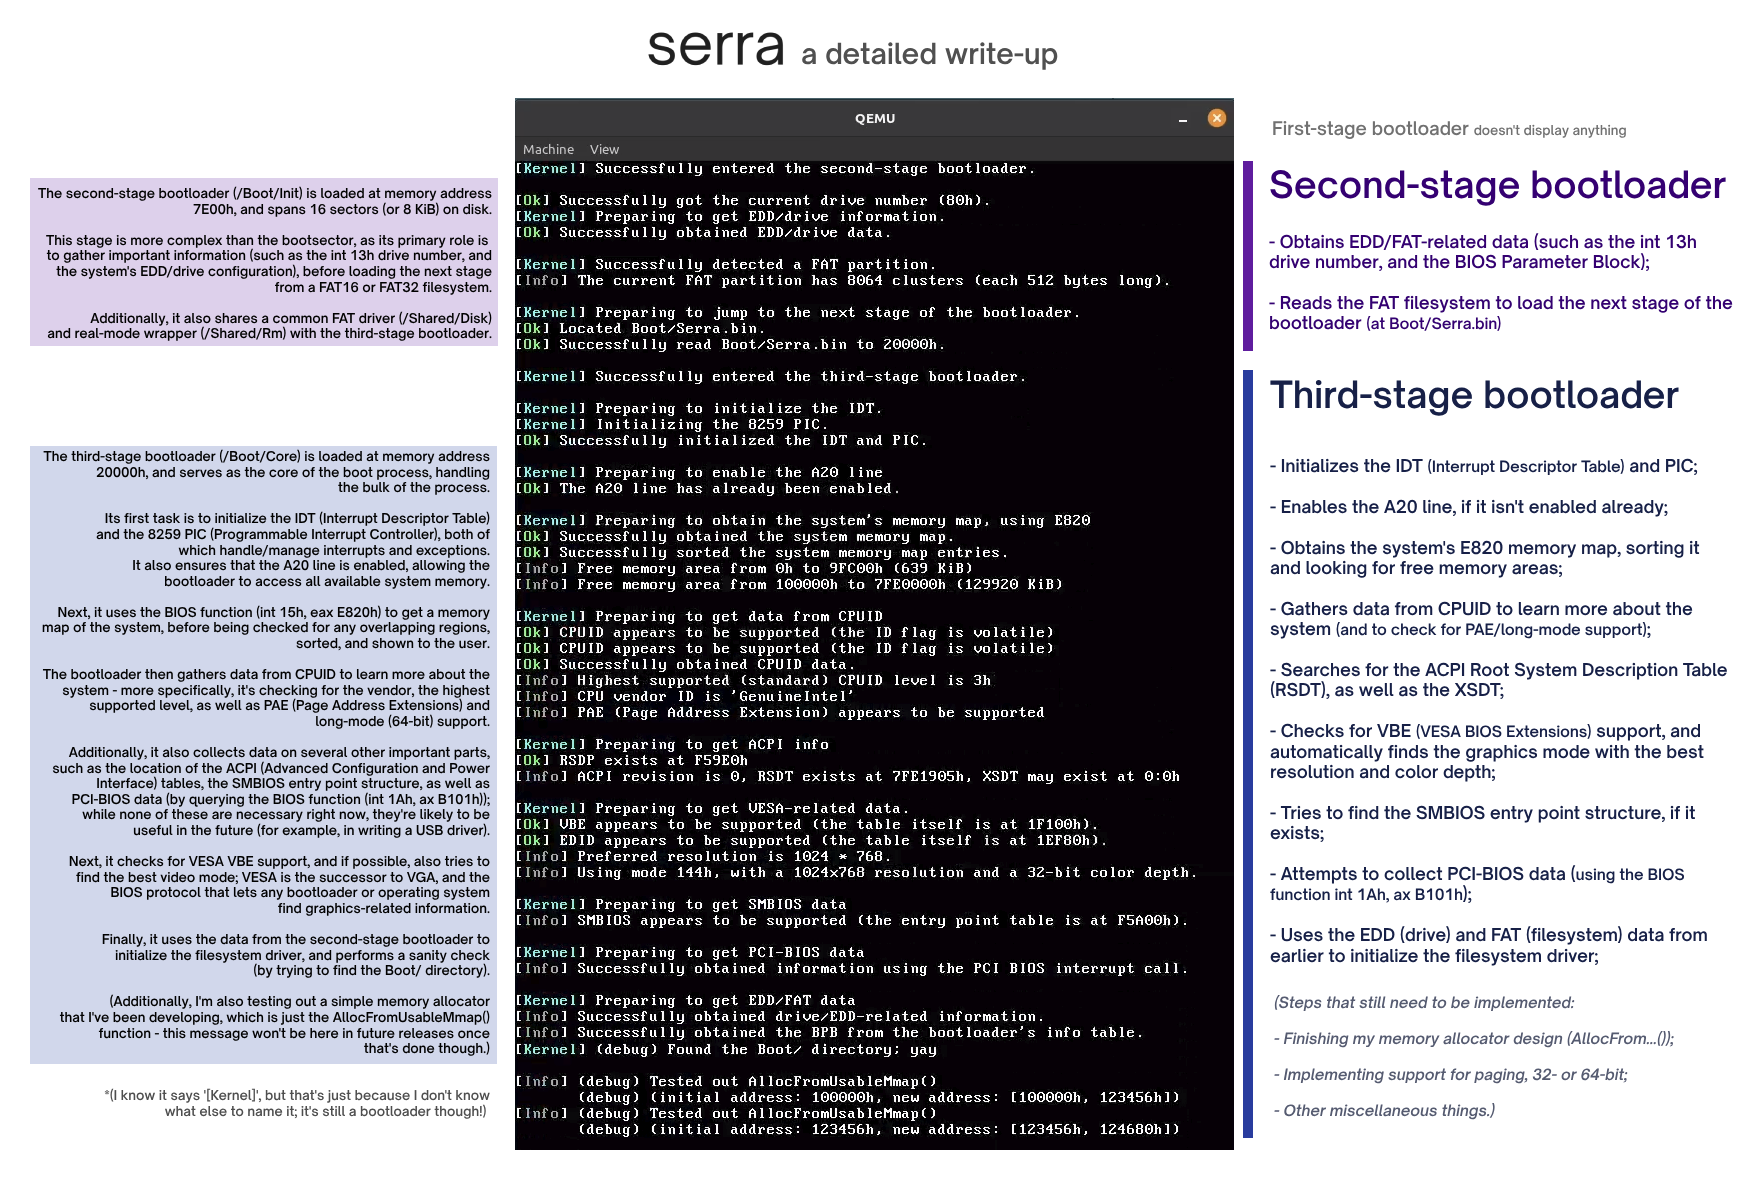 serra a detailed write-up
The second-stage bootloader (/Boot/Init) is loaded at memory address
7E00h, and spans 16 sectors (or 8 KiB) on disk.
This stage is more complex than the bootsector, as its primary role is
to gather important information (such as the int 13h drive number, and
the system's EDD/drive configuration), before loading the next stage
from a FAT16 or FAT32 filesystem.
Additionally, it also shares a common FAT driver (/Shared/Disk)
and real-mode wrapper (/Shared/Rm) with the third-stage bootloader.
The third-stage bootloader (/Boot/Core) is loaded at memory address
20000h, and serves as the core of the boot process, handling
the bulk of the process.
Its first task is to initialize the IDT (Interrupt Descriptor Table)
and the 8259 PIC (Programmable Interrupt Controller), both of
which handle/manage interrupts and exceptions.
It also ensures that the A20 line is enabled, allowing the
bootloader to access all available system memory.
Next, it uses the BIOS function (int 15h, eax E820h) to get a memory
map of the system, before being checked for any overlapping regions,
sorted, and shown to the user.
The bootloader then gathers data from CPUID to learn more about the
system - more specifically, it's checking for the vendor, the highest
supported level, as well as PAE (Page Address Extensions) and
long-mode (64-bit) support.
Additionally, it also collects data on several other important parts,
such as the location of the ACPI (Advanced Configuration and Power
Interface) tables, the SMBIOS entry point structure, as well as
PCI-BIOS data (by querying the BIOS function (int 1Ah, ax B101h));
while none of these are necessary right now, they're likely to be
useful in the future (for example, in writing a USB driver).
Next, it checks for VESA VBE support, and if possible, also tries to
find the best video mode; VESA is the successor to VGA, and the
BIOS protocol that lets any bootloader or operating system
find graphics-related information.
Finally, it uses the data from the second-stage bootloader to
initialize the filesystem driver, and performs a sanity check
(by trying to find the Boot/ directory).
(Additionally, I'm also testing out a simple memory allocator
that I've been developing, which is just the AllocFromUsableMmap()
function - this message won't be here in future releases once
that's done though.)
*(I know it says '[Kernel]', but that's just because I don't know
what else to name it; it's still a bootloader though!)
QEMU
Machine View
[Kernel] Successfully entered the second-stage bootloader.
[Ok] Successfully got the current drive number (80h).
[Kernel] Preparing to get EDD/drive information.
[Ok] Successfully obtained EDD/drive data.
[Kernel] Successfully detected a FAT partition.
[Info] The current FAT partition has 8064 clusters (each 512 bytes long).
[Kernel] Preparing to jump to the next stage of the bootloader.
[Ok] Located Boot/Serra.bin.
[Ok] Successfully read Boot/Serra.bin to 20000h.
[Kernel] Successfully entered the third-stage bootloader.
[Kernel] Preparing to initialize the IDT.
[Kernel] Initializing the 8259 PIC.
[Ok] Successfully initialized the IDT and PIC.
[Kernel] Preparing to enable the A20 line
[Ok] The A20 line has already been enabled.
[Kernel] Preparing to obtain the system's memory map, using E820
[Ok] Successfully obtained the system memory map.
[Ok] Successfully sorted the system memory map entries.
[Info] Free memory area from 0h to 9FC00h (639 KiB)
[Info] Free memory area from 100000h to 7FE0000h (129920 KiB)
[Kernel] Preparing to get data from CPUID
[Ok] CPUID appears to be supported (the ID flag is volatile)
[Ok] CPUID appears to be supported (the ID flag is volatile)
[Ok] Successfully obtained CPUID data.
[Info] Highest supported (standard) CPUID level is 3h
[Info] CPU vendor ID is 'GenuineIntel'
[Info] PAE (Page Address Extension) appears to be supported
[Kernel] Preparing to get ACPI info
[Ok] RSDP exists at F59E0h
[Info] ACPI revision is 0, RSDT exists at 7FE1905h, XSDT may exist at 0:0h
[Kernel] Preparing to get VESA-related data.
[Ok] VBE appears to be supported (the table itself is at 1F100h).
[Ok] EDID appears to be supported (the table itself is at 1EF80h).
[Info] Preferred resolution is 1024 * 768.
[Info] Using mode 144h, with a 1024x768 resolution and a 32-bit color depth.
[Kernel] Preparing to get SMBIOS data
[Info] SMBIOS appears to be supported (the entry point table is at F5A00h).
[Kernel] Preparing to get PCI-BIOS data
[Info] Successfully obtained information using the PCI BIOS interrupt call.
[Kernel] Preparing to get EDD/FAT data
[Info] Successfully obtained drive/EDD-related information.
[Info] Successfully obtained the BPB from the bootloader's info table.
[Kernel] (debug) Found the Boot/ directory; yay
[Info] (debug) Tested out AllocFromUsableMmap()
(debug) (initial address: 100000h, new address: [100000h, 123456h])
[Info] (debug) Tested out AllocFromUsableMmap()
(debug) (initial address: 123456h, new address: [123456h, 124680h])
First-stage bootloader doesn't display anything
Second-stage bootloader
- Obtains EDD/FAT-related data (such as the int 13h
drive number, and the BIOS Parameter Block);
- Reads the FAT filesystem to load the next stage of the
bootloader (at Boot/Serra.bin)
Third-stage bootloader
- Initializes the IDT (Interrupt Descriptor Table) and PIC;
- Enables the A20 line, if it isn't enabled already;
- Obtains the system's E820 memory map, sorting it
and looking for free memory areas;
- Gathers data from CPUID to learn more about the
system (and to check for PAE/long-mode support);
- Searches for the ACPI Root System Description Table
(RSDT), as well as the XSDT;
- Checks for VBE (VESA BIOS Extensions) support, and
automatically finds the graphics mode with the best
resolution and color depth;
- Tries to find the SMBIOS entry point structure, if it
exists;
- Attempts to collect PCI-BIOS data (using the BIOS
function int 1Ah, ax B101h);
- Uses the EDD (drive) and FAT (filesystem) data from
earlier to initialize the filesystem driver;
(Steps that still need to be implemented:
- Finishing my memory allocator design (AllocFrom...());
- Implementing support for paging, 32- or 64-bit;
- Other miscellaneous things.)